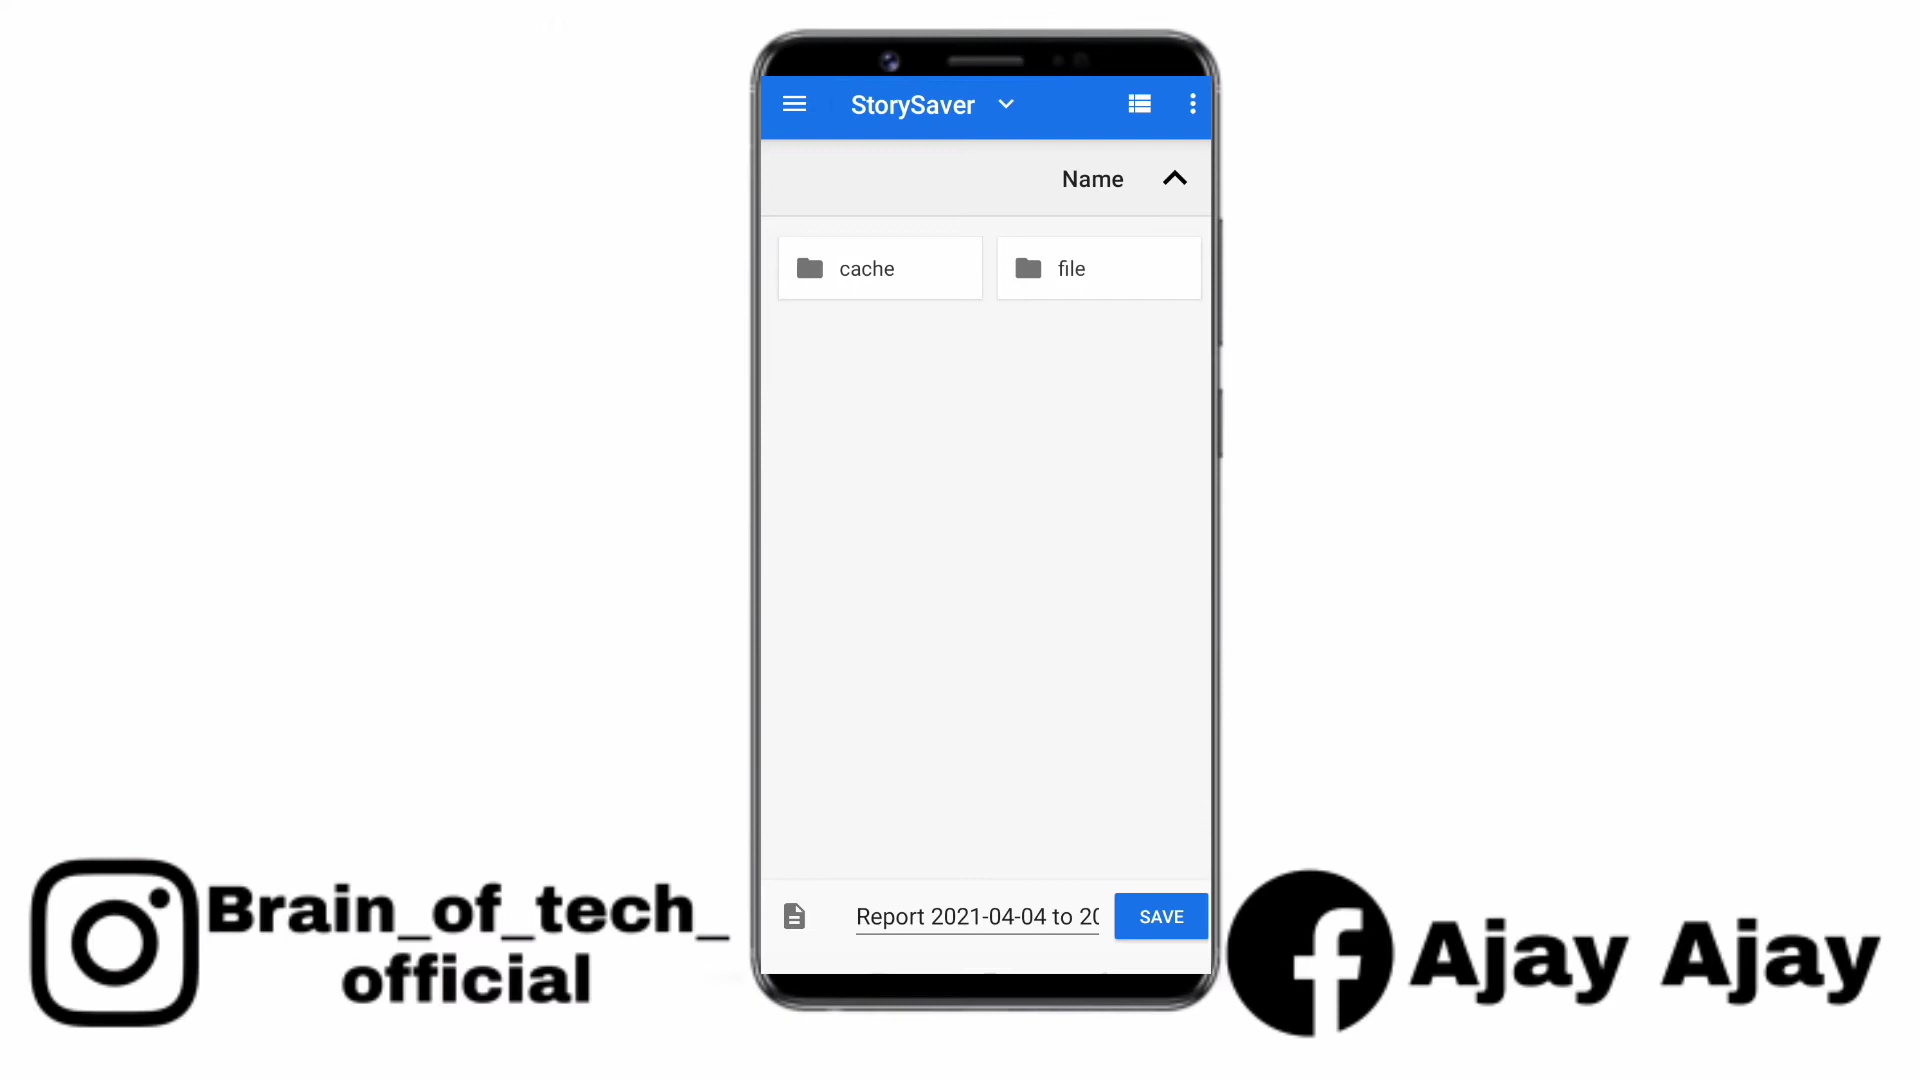 StorySaver
Name
cache
file
Report 2021-04-04 to 20
SAVE
Brain_of_tech_
official
Ajay Ajay